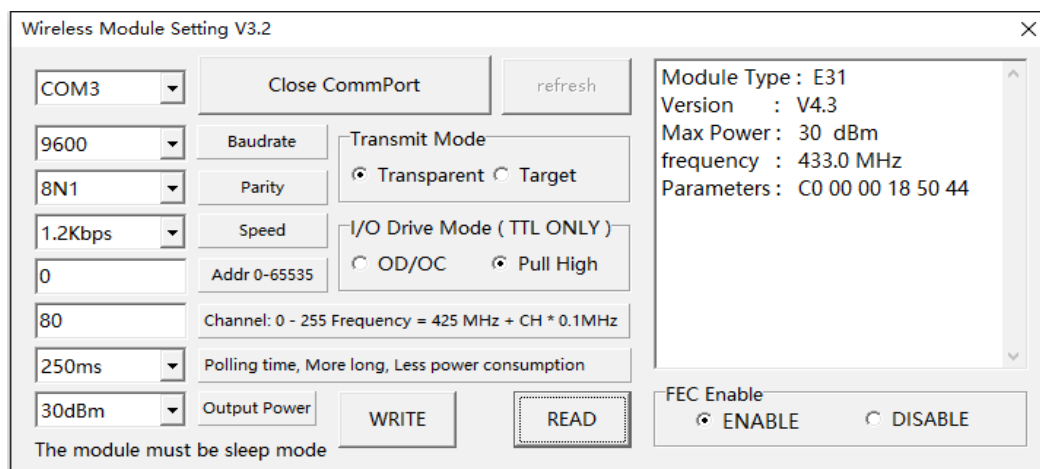 Wireless Module Setting V3.2
COM3
Close CommPort
refresh
9600
Baudrate
8N1
Parity
1.2Kbps
Speed
0
Addr 0-65535
Transmit Mode
Transparent
Target
I/O Drive Mode ( TTL ONLY )
OD/OC
Pull High
80
Channel: 0 - 255 Frequency = 425 MHz + CH * 0.1MHz
250ms
Polling time, More long, Less power consumption
30dBm
Output Power
WRITE
READ
The module must be sleep mode
Module Type : E31
Version : V4.3
Max Power : 30 dBm
frequency : 433.0 MHz
Parameters : C0 00 00 18 50 44
FEC Enable
ENABLE
DISABLE